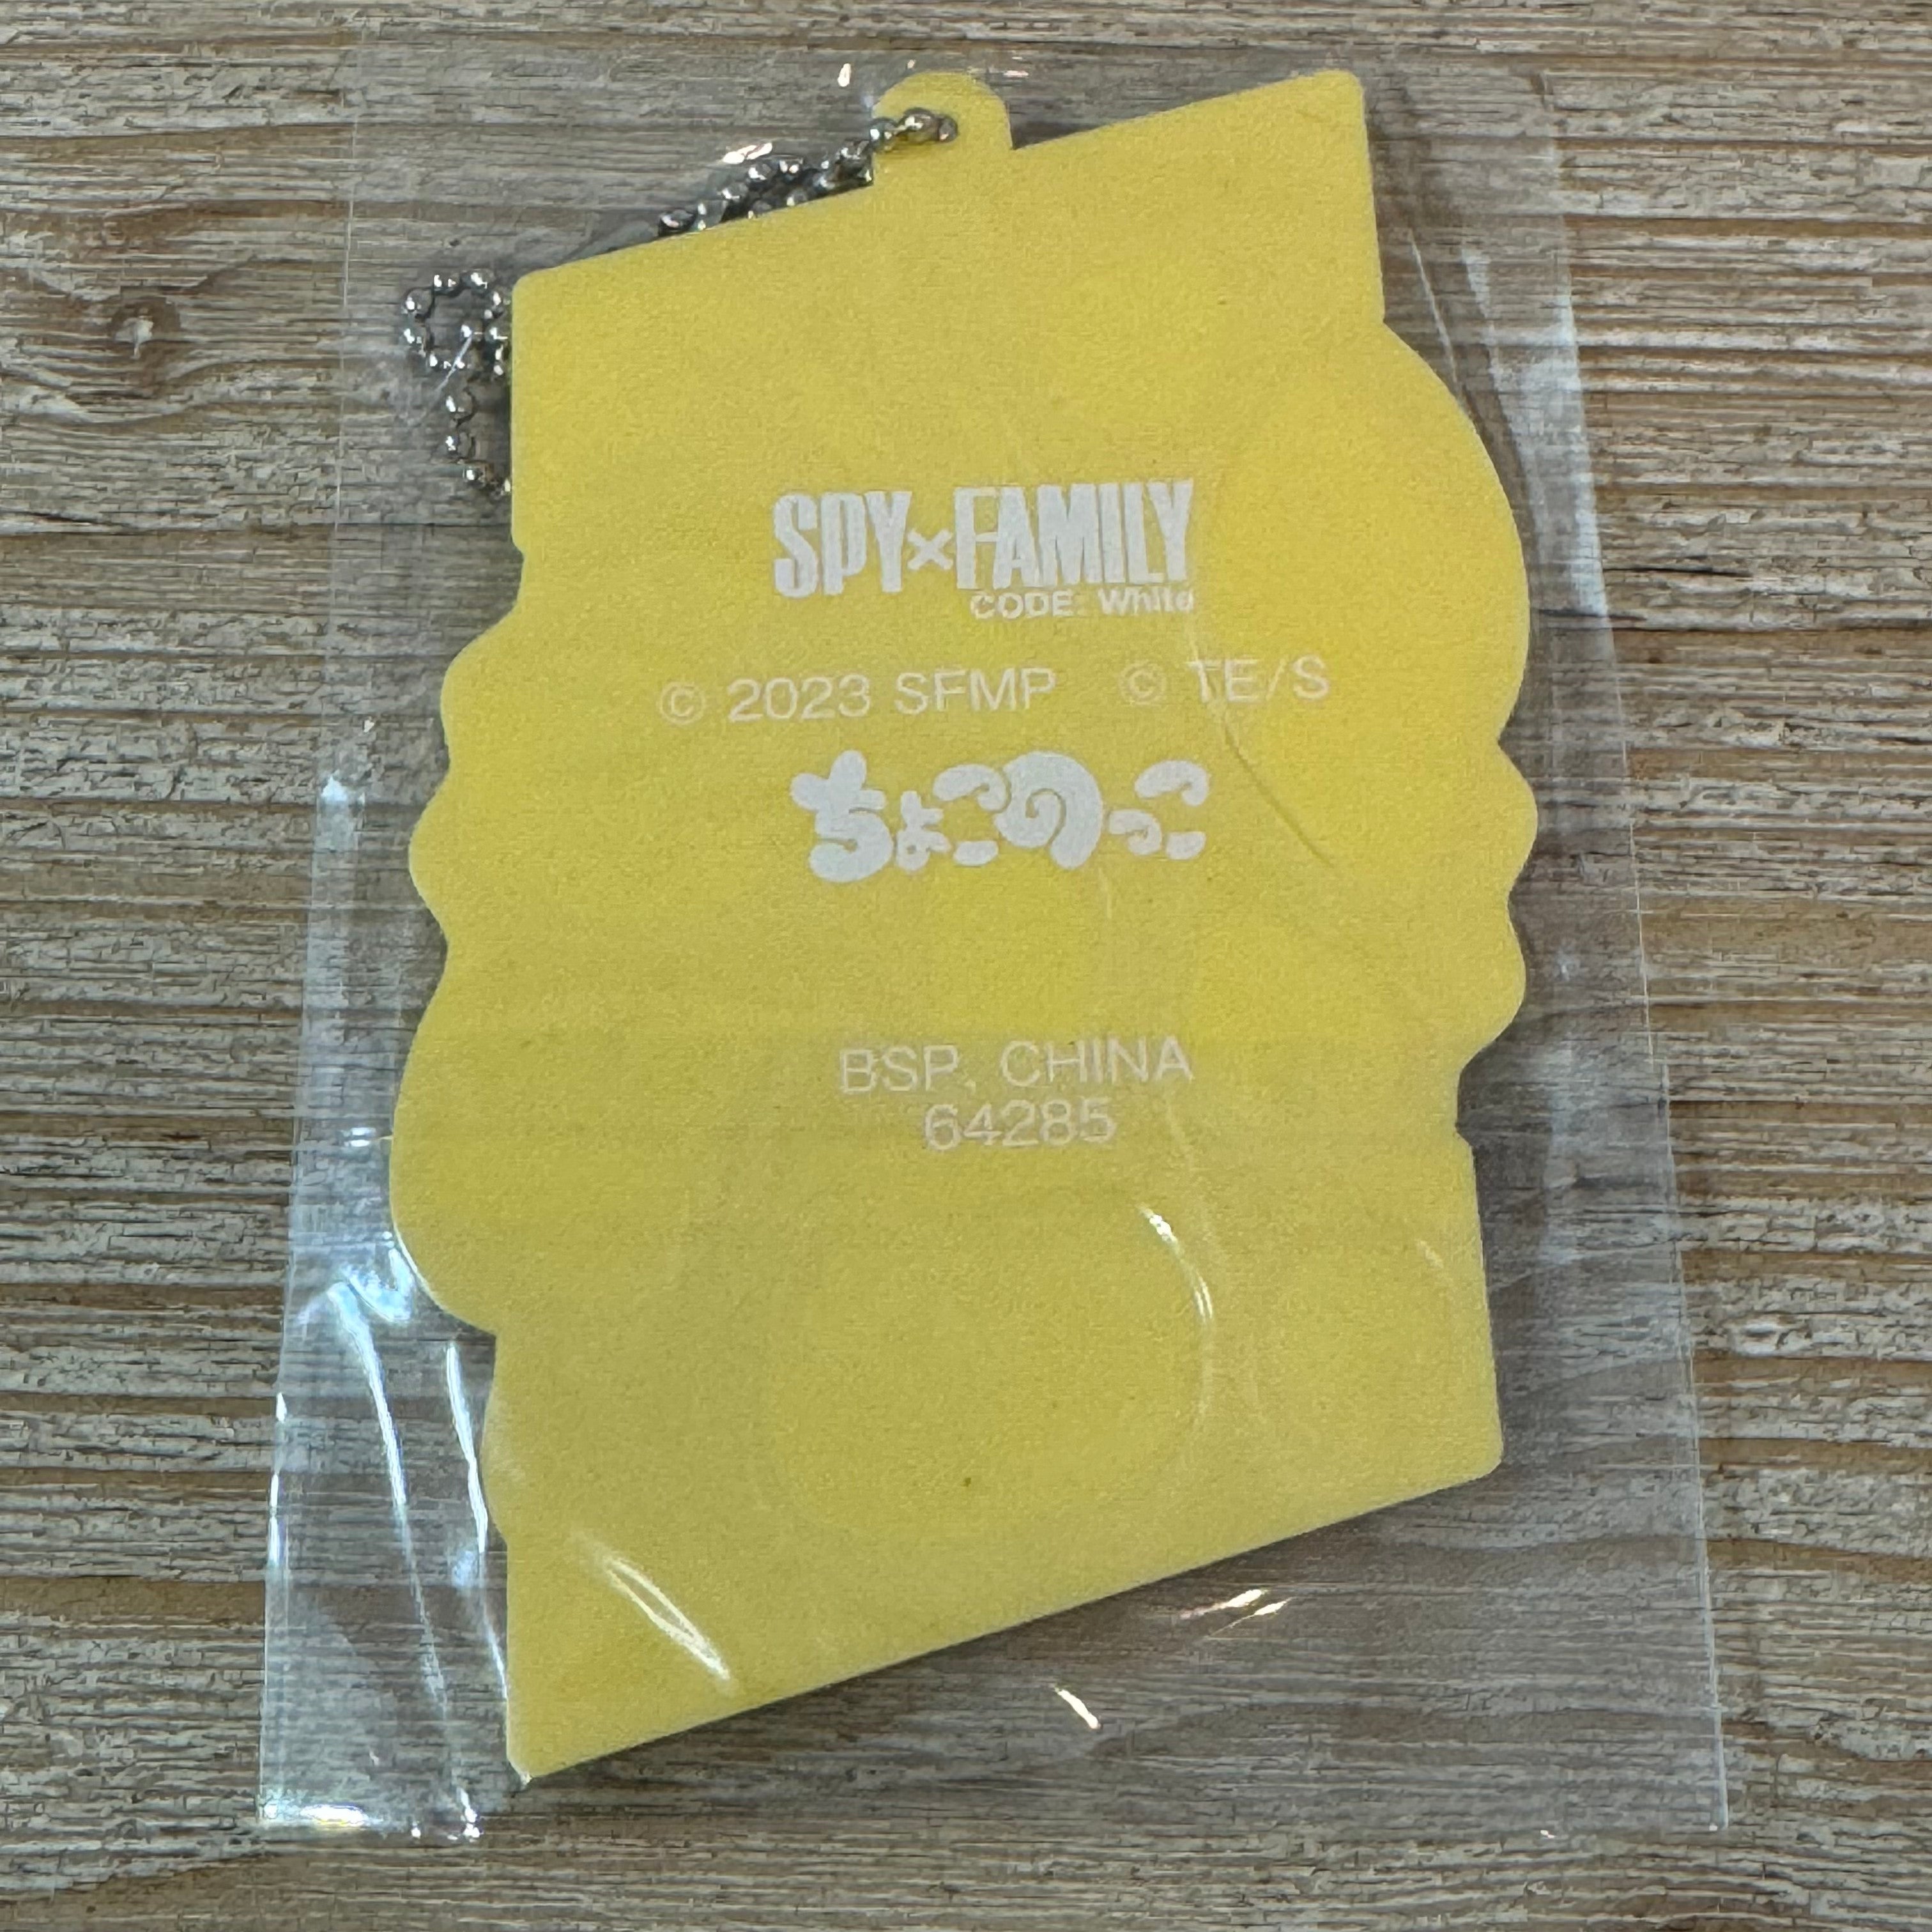 SPY×FAMILY
CODE: White
© 2023 SFMP © TE/S
ちょこのっこ
BSP, CHINA
64285